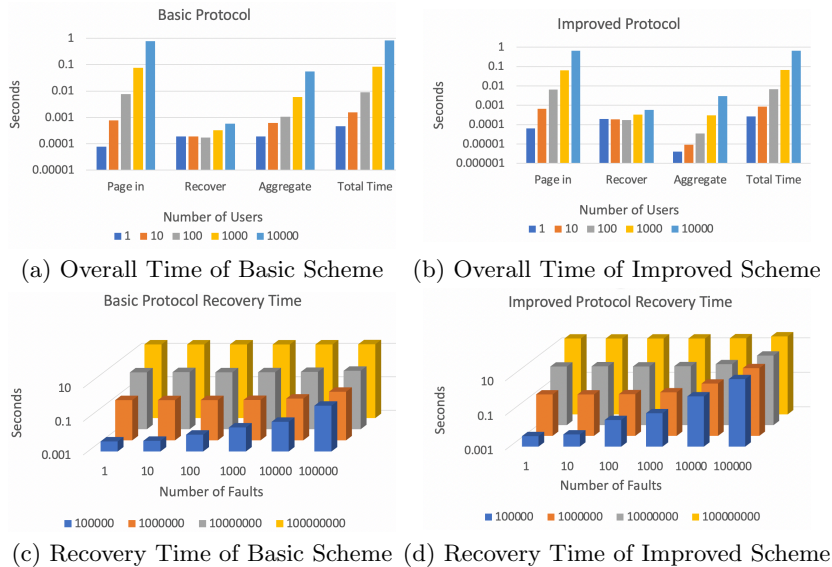 Basic Protocol
1
0.1
0.01
0.001
0.0001
0.00001
Seconds
Page in Recover Aggregate Total Time
Number of Users
1 10 100 1000 10000
(a) Overall Time of Basic Scheme
Improved Protocol
1
0.1
0.01
0.001
0.0001
0.00001
0.000001
Seconds
Page in Recover Aggregate Total Time
Number of Users
1 10 100 1000 10000
(b) Overall Time of Improved Scheme
Basic Protocol Recovery Time
10
0.1
0.001
Seconds
1 10 100 1000 10000 100000
Number of Faults
100000 1000000 10000000 100000000
(c) Recovery Time of Basic Scheme
Improved Protocol Recovery Time
10
0.1
0.001
Seconds
1 10 100 1000 10000 100000
Number of Faults
100000 1000000 10000000 100000000
(d) Recovery Time of Improved Scheme